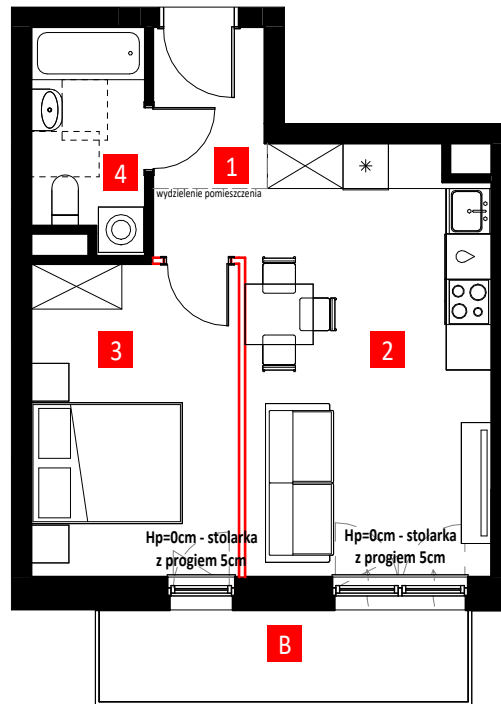 1
4
wydzielenie pomieszczenia
3
2
Hp=0cm - stolarka
z progiem 5cm
Hp=0cm - stolarka
z progiem 5cm
B